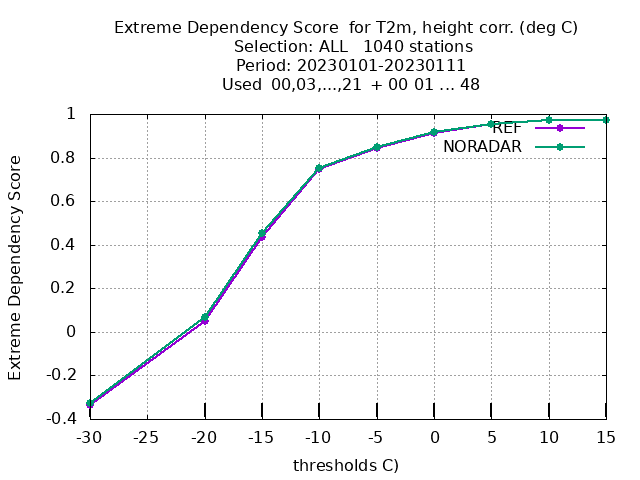 Extreme Dependency Score  for T2m, height corr. (deg C)
Selection: ALL   1040 stations
Period: 20230101-20230111
Used  00,03,...,21  + 00 01 ... 48
Extreme Dependency Score
1
0.8
0.6
0.4
0.2
0
-0.2
-0.4
REF
NORADAR
-30 -25 -20 -15 -10 -5 0 5 10 15
thresholds C)